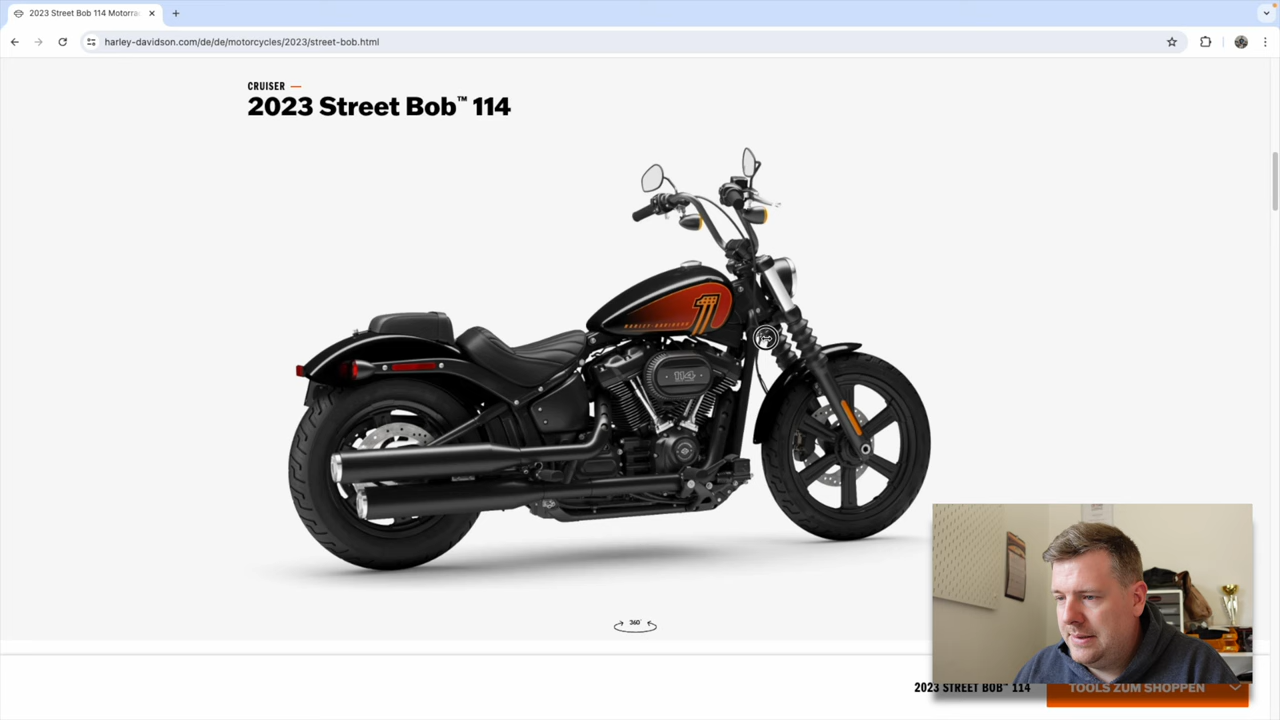 2023 Street Bob 114 Motorra
harley-davidson.com/de/de/motorcycles/2023/street-bob.html
CRUISER
2023 Street Bob™ 114
HARLEY-DAVIDSON
1
114
360°
2023 STREET BOB™ 114
TOOLS ZUM SHOPPEN